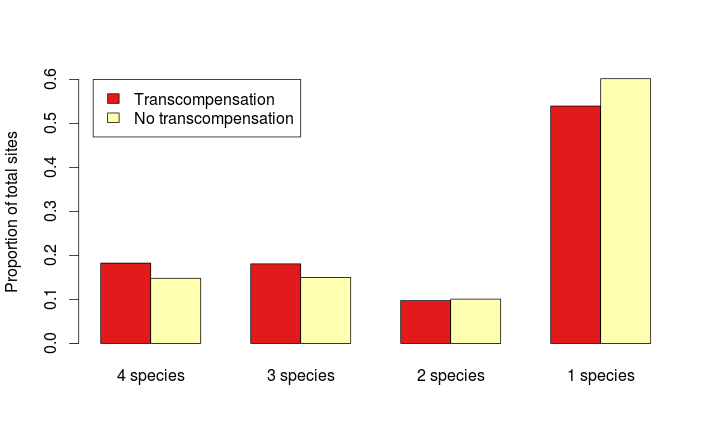 Proportion of total sites
0.6
0.5
0.4
0.3
0.2
0.1
0.0
Transcompensation
No transcompensation
4 species
3 species
2 species
1 species